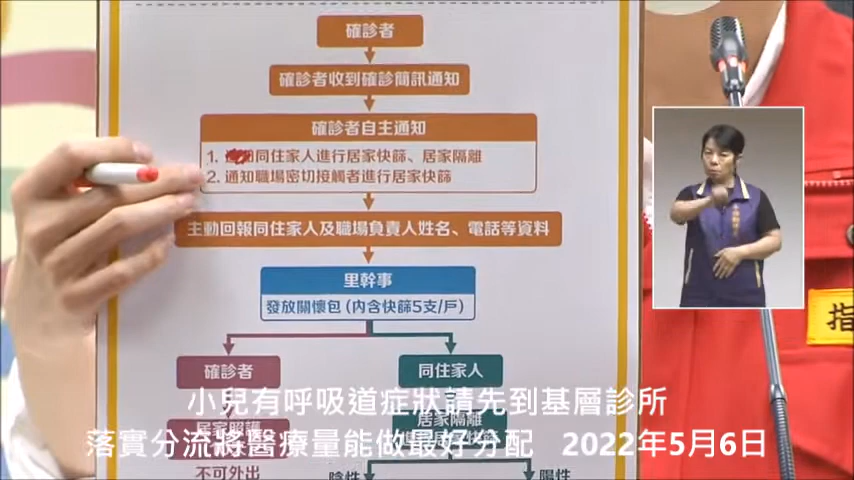 確診者
確診者收到確診簡訊通知
確診者自主通知
1. 同住家人進行居家快篩、居家隔離
2. 通知職場密切接觸者進行居家快篩
主動回報同住家人及職場負責人姓名、電話等資料
里幹事
發放關懷包(內含快篩5支/戶)
確診者
同住家人
居家照護
居家隔離
不可外出
陰性
陽性
指
小兒有呼吸道症狀請先到基層診所
落實分流將醫療量能做最好分配 2022年5月6日